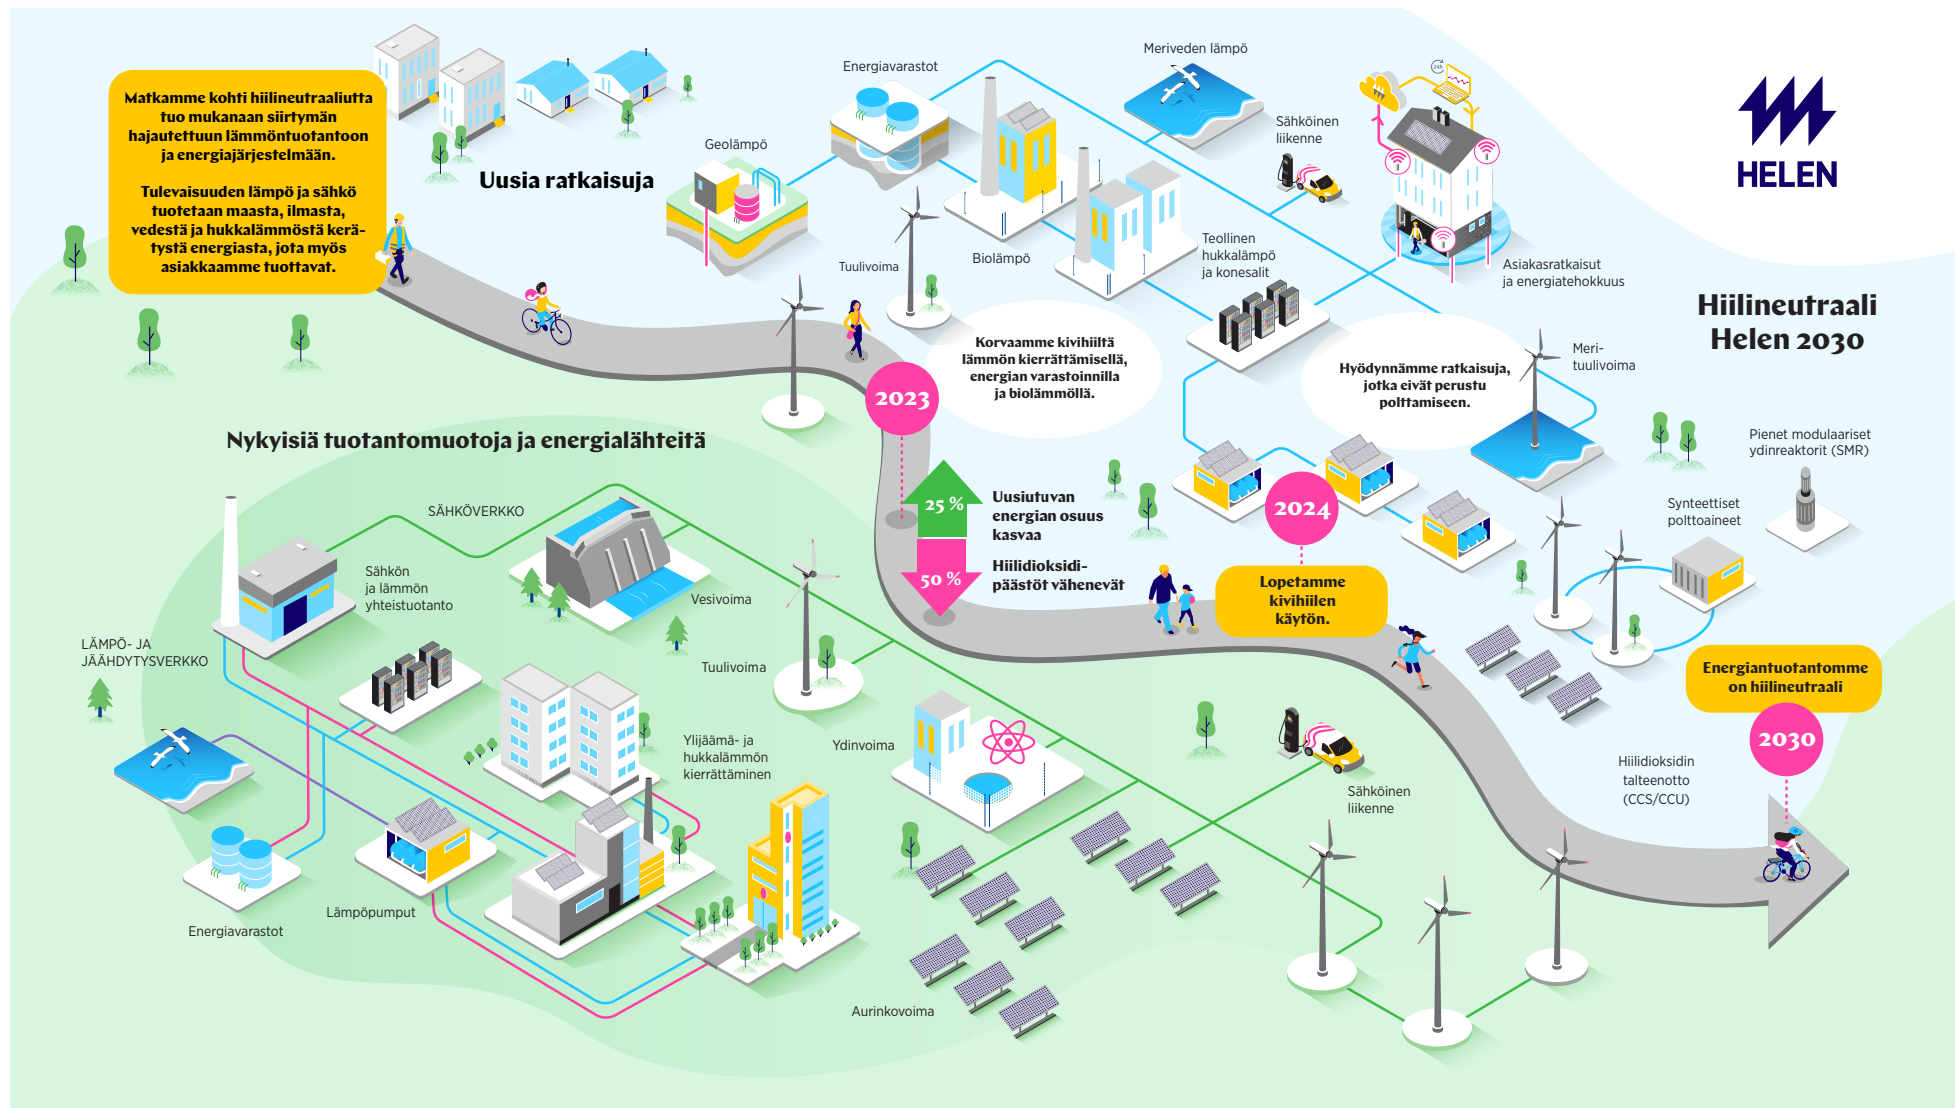 Matkamme kohti hiilineutraaliutta
tuo mukanaan siirtymän
hajautettuun lämmöntuotantoon
ja energiajärjestelmään.
Tulevaisuuden lämpö ja sähkö
tuotetaan maasta, ilmasta,
vedestä ja hukkalämmöstä kerä-
tystä energiasta, jota myös
asiakkaamme tuottavat.
Uusia ratkaisuja
Geolämpö
Energiavarastot
Meriveden lämpö
Sähköinen
liikenne
24h
HELEN
Tuulivoima
Biolämpö
Teollinen
hukkalämpö
ja konesalit
Asiakasratkaisut
ja energiatehokkuus
Hiilineutraali
Helen 2030
Korvaamme kivihiiltä
lämmön kierrättämisellä,
energian varastoinnilla
ja biolämmöllä.
Hyödynnämme ratkaisuja,
jotka eivät perustu
polttamiseen.
Meri-
tuulivoima
2023
Nykyisiä tuotantomuotoja ja energialähteitä
Pienet modulaariset
ydinreaktorit (SMR)
Synteettiset
polttoaineet
25 %
Uusiutuvan
energian osuus
kasvaa
50 %
Hiilidioksidi-
päästöt vähenevät
2024
Lopetamme
kivihiilen
käytön.
SÄHKÖVERKKO
Sähkön
ja lämmön
yhteistuotanto
Vesivoima
LÄMPÖ- JA
JÄÄHDYTYSVERKKO
Tuulivoima
Energiantuotantomme
on hiilineutraali
2030
Ylijäämä- ja
hukkalämmön
kierrättäminen
Ydinvoima
Sähköinen
liikenne
Hiilidioksidin
talteenotto
(CCS/CCU)
Lämpöpumput
Energiavarastot
Aurinkovoima